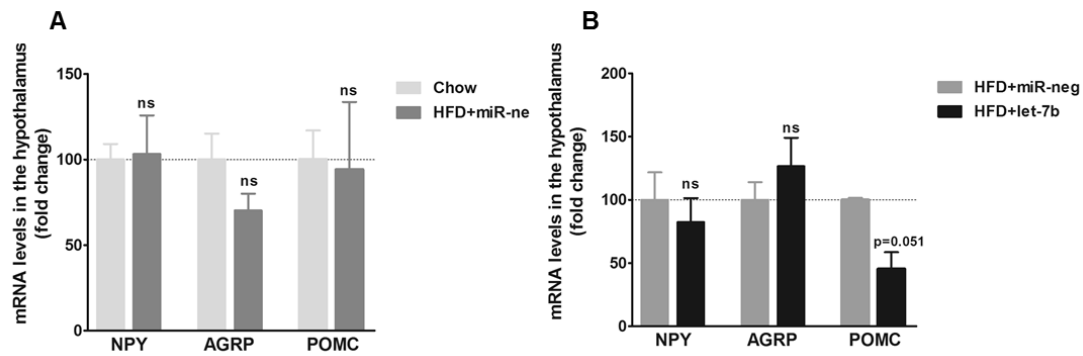 A
mRNA levels in the hypothalamus
(fold change)
150
100
50
0
ns
ns
ns
NPY
AGRP
POMC
Chow
HFD+miR-ne
B
mRNA levels in the hypothalamus
(fold change)
200
150
100
50
0
ns
ns
p=0.051
NPY
AGRP
POMC
HFD+miR-neg
HFD+let-7b